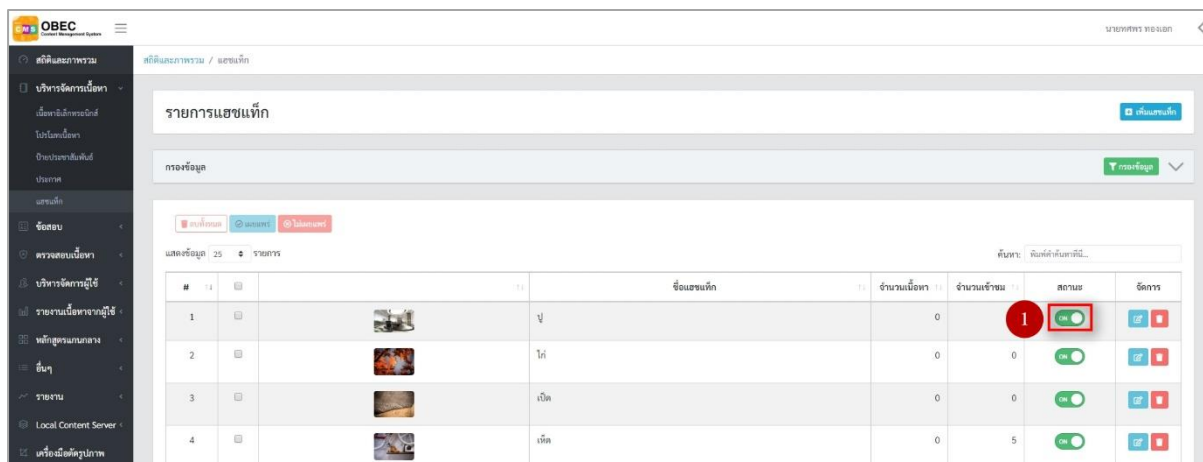 CMS OBEC
Content Management System
นายทศพร ทองเอก
สถิติและภาพรวม
สถิติและภาพรวม / แฮชแท็ก
บริหารจัดการเนื้อหา
เนื้อหาอิเล็กทรอนิกส์
โปรโมทเนื้อหา
ป้ายประชาสัมพันธ์
ประกาศ
แฮชแท็ก
ข้อสอบ
ตรวจสอบเนื้อหา
บริหารจัดการผู้ใช้
รายงานเนื้อหาจากผู้ใช้
หลักสูตรแกนกลาง
อื่นๆ
รายงาน
Local Content Server
เครื่องมือตัดรูปภาพ
รายการแฮชแท็ก
เพิ่มแฮชแท็ก
กรองข้อมูล
กรองข้อมูล
ลบทั้งหมด เผยแพร่ ไม่เผยแพร่
แสดงข้อมูล 25 รายการ
ค้นหา: พิมพ์คำค้นหาที่นี่...
# ชื่อแฮชแท็ก จำนวนเนื้อหา จำนวนเข้าชม สถานะ จัดการ
1 ปู 0 1 ON
2 ไก่ 0 0 ON
3 เป็ด 0 0 ON
4 เห็ด 0 5 ON